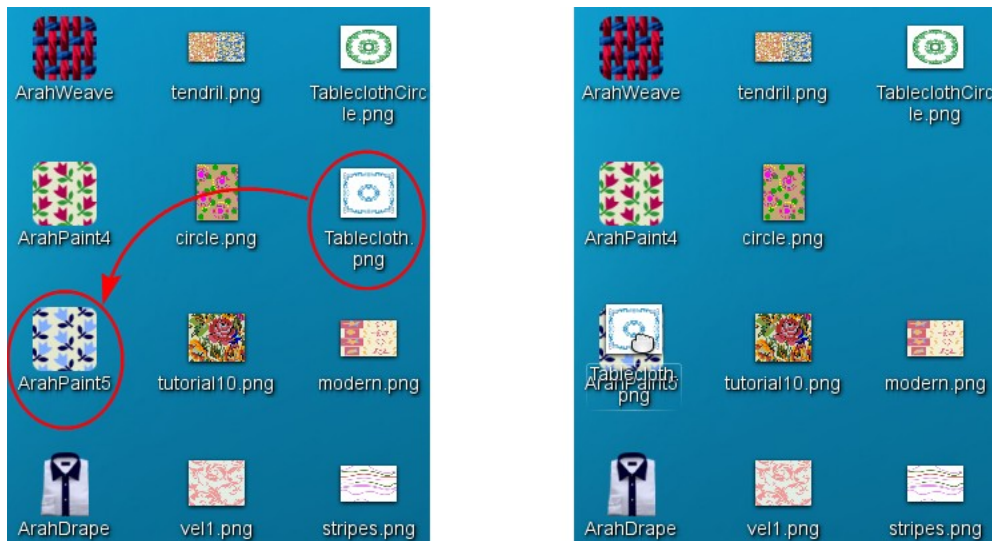 ArahWeave
tendril.png
TableclothCirc
le.png
ArahPaint4
circle.png
Tablecloth.
png
ArahPaint5
tutorial10.png
modern.png
ArahDrape
vel1.png
stripes.png
ArahWeave
tendril.png
TableclothCirc
le.png
ArahPaint4
circle.png
Tablecloth.
png
ArahPaint5
tutorial10.png
modern.png
ArahDrape
vel1.png
stripes.png